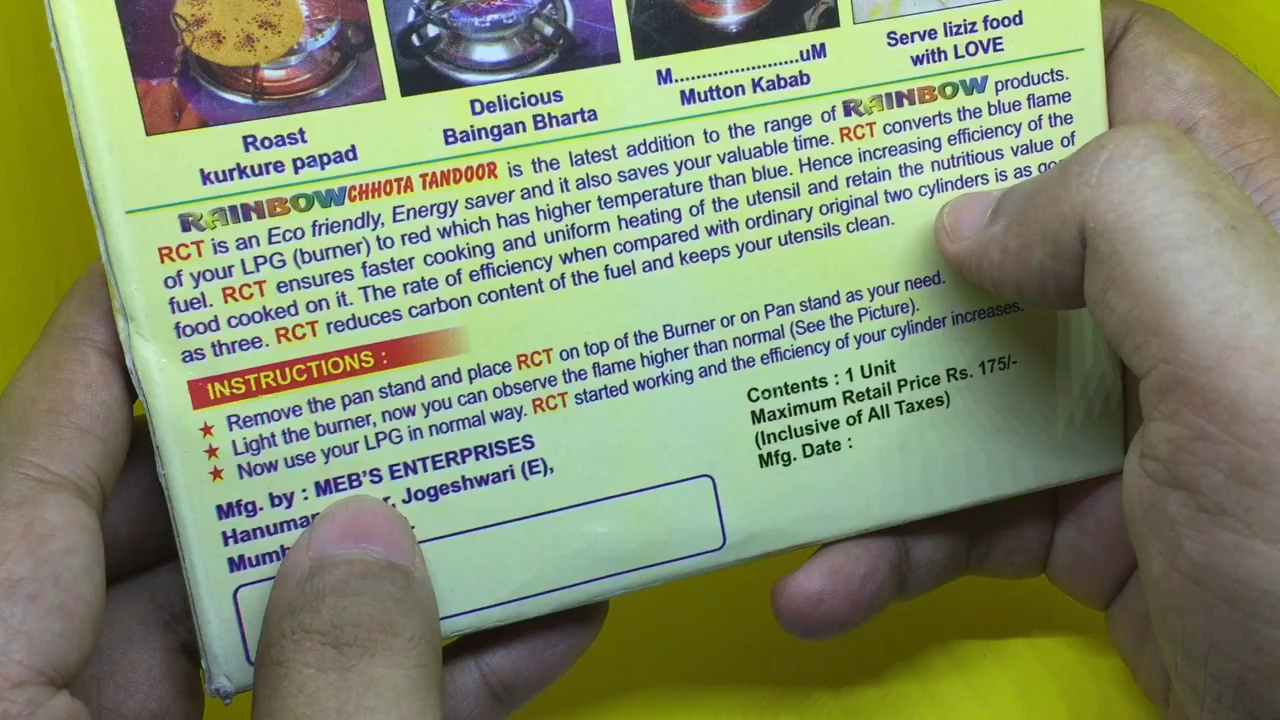 Roast
kurkure papad
Delicious
Baingan Bharta
M......................uM
Mutton Kabab
Serve liziz food
with LOVE
RAINBOW CHHOTA TANDOOR is the latest addition to the range of RAINBOW products.
RCT is an Eco friendly, Energy saver and it also saves your valuable time. RCT converts the blue flame
of your LPG (burner) to red which has higher temperature than blue. Hence increasing efficiency of the
fuel. RCT ensures faster cooking and uniform heating of the utensil and retain the nutritious value of
food cooked on it. The rate of efficiency when compared with ordinary original two cylinders is as
as three. RCT reduces carbon content of the fuel and keeps your utensils clean.
INSTRUCTIONS :
★ Remove the pan stand and place RCT on top of the Burner or on Pan stand as your need.
★ Light the burner, now you can observe the flame higher than normal (See the Picture).
★ Now use your LPG in normal way. RCT started working and the efficiency of your cylinder increases.
Mfg. by : MEB'S ENTERPRISES
Jogeshwari (E),
Contents : 1 Unit
Maximum Retail Price Rs. 175/-
(Inclusive of All Taxes)
Mfg. Date :